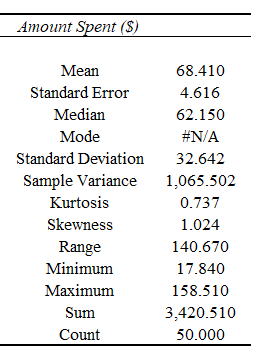 Amount Spent ($)
Mean 68.410
Standard Error 4.616
Median 62.150
Mode #N/A
Standard Deviation 32.642
Sample Variance 1,065.502
Kurtosis 0.737
Skewness 1.024
Range 140.670
Minimum 17.840
Maximum 158.510
Sum 3,420.510
Count 50.000